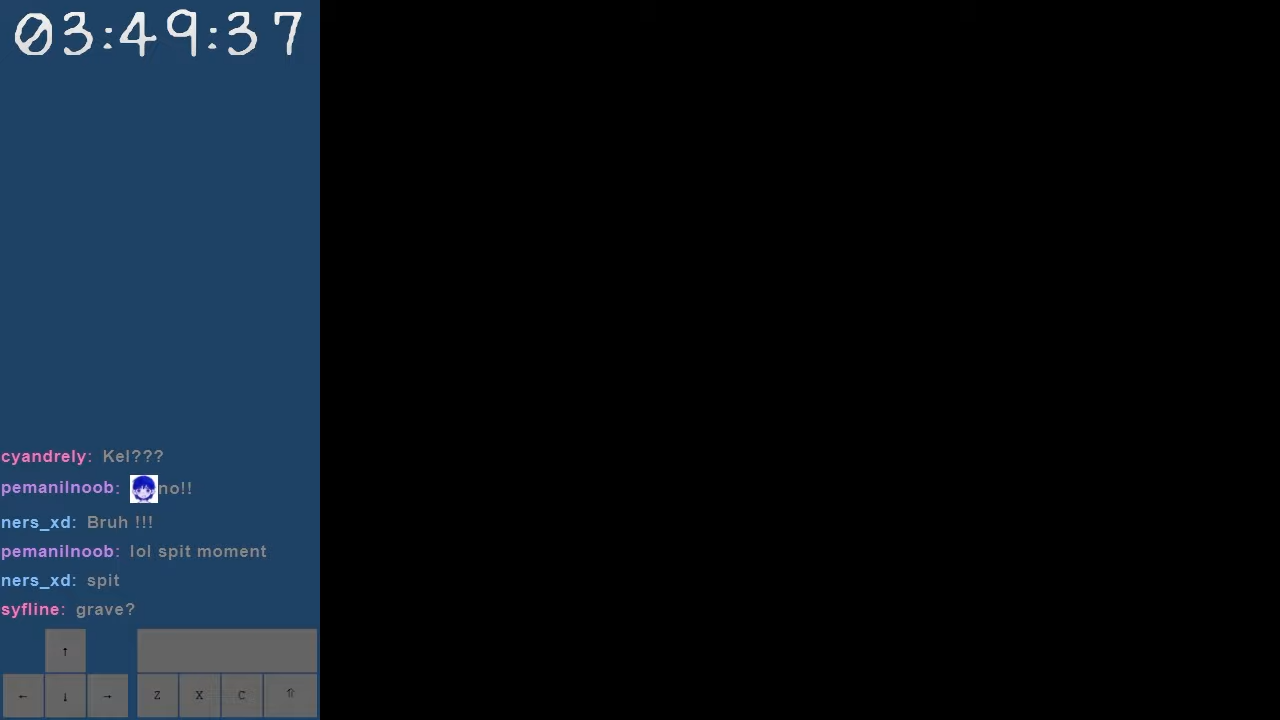 03:49:37
cyandrely: Kel???
pemanilnoob: no!!
ners_xd: Bruh !!!
pemanilnoob: lol spit moment
ners_xd: spit
syfline: grave?
↑
← ↓ → Z X C ⇧